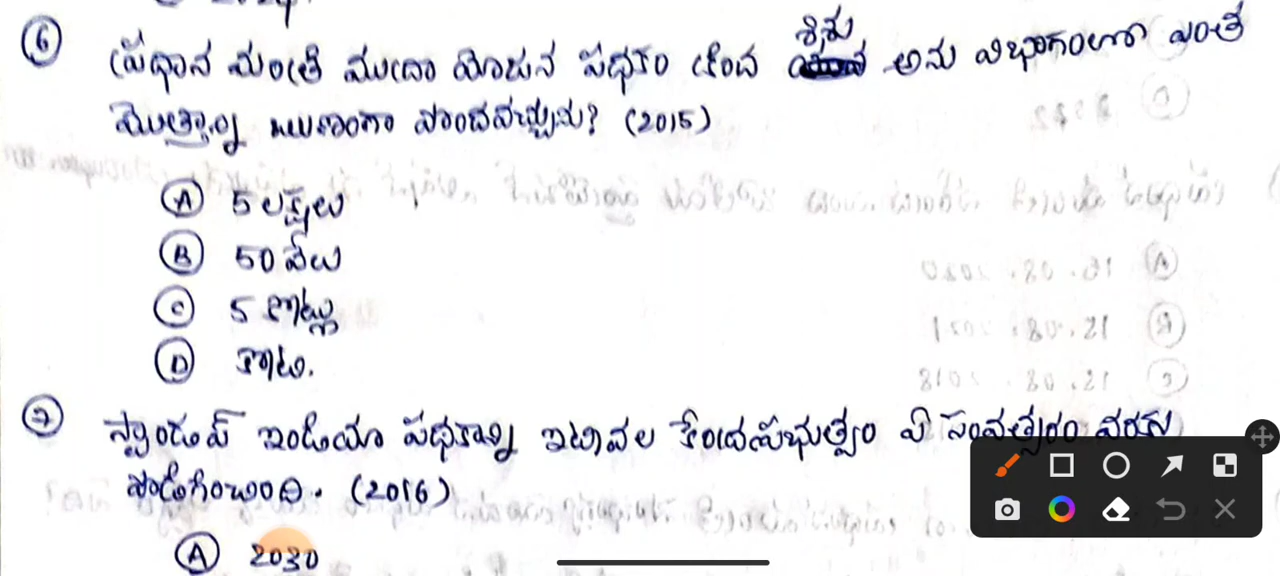 ⑥ ప్రధాన మంత్రి ముద్రా యోజన పథకం క్రింద శిశు అను విభాగంలో ఎంత
మొత్తాన్ని ఋణంగా పొందవచ్చును? (2015)
Ⓐ 5 లక్షలు
Ⓑ 50 వేలు
Ⓒ 5 కోట్లు
Ⓓ కోటి.
⑦ స్టాండప్ ఇండియా పథకాన్ని ఇటీవల కేంద్రప్రభుత్వం ఏ సంవత్సరం వరకు
పొడిగించింది. (2016)
Ⓐ 2030